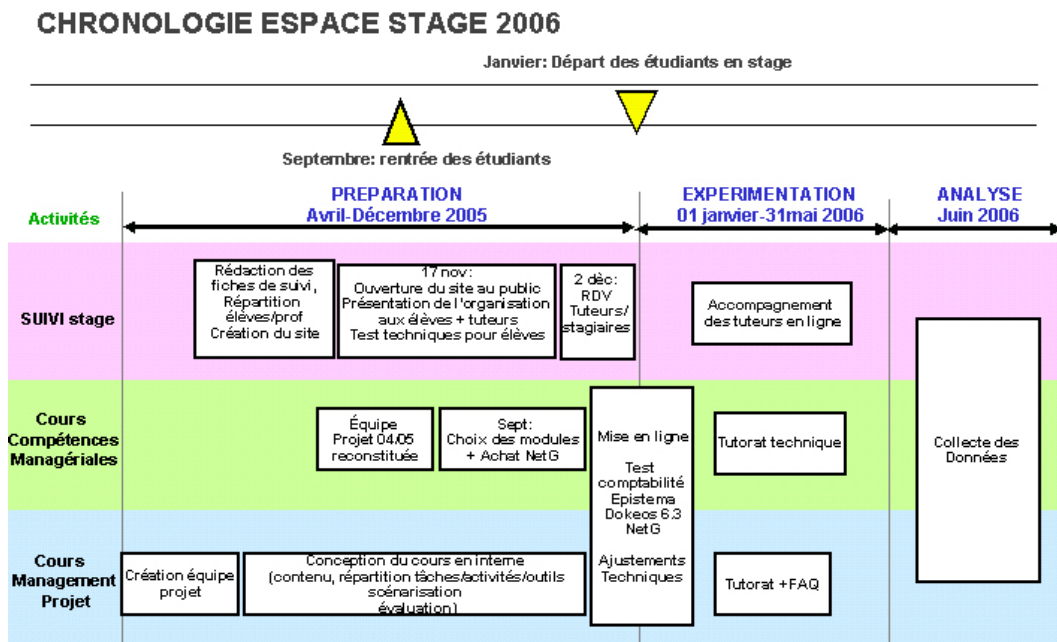 CHRONOLOGIE ESPACE STAGE 2006
Janvier: Départ des étudiants en stage
Septembre: rentrée des étudiants
Activités
PREPARATION
Avril-Décembre 2005
EXPERIMENTATION
01 janvier-31mai 2006
ANALYSE
Juin 2006
SUIVI stage
Rédaction des
fiches de suivi,
Répartition
élèves/prof
Création du site
17 nov:
Ouverture du site au public
Présentation de l'organisation
aux élèves + tuteurs
Test techniques pour élèves
2 déc:
RDV
Tuteurs/
stagiaires
Accompagnement
des tuteurs en ligne
Cours
Compétences
Managériales
Équipe
Projet 04/05
reconstituée
Sept:
Choix des modules
+ Achat NetG
Mise en ligne
Test
comptabilité
Epistema
Dokeos 6.3
NetG
Ajustements
Techniques
Tutorat technique
Collecte des
Données
Cours
Management
Projet
Création équipe
projet
Conception du cours en interne
(contenu, répartition tâches/activités/outils
scénarisation
évaluation)
Tutorat +FAQ